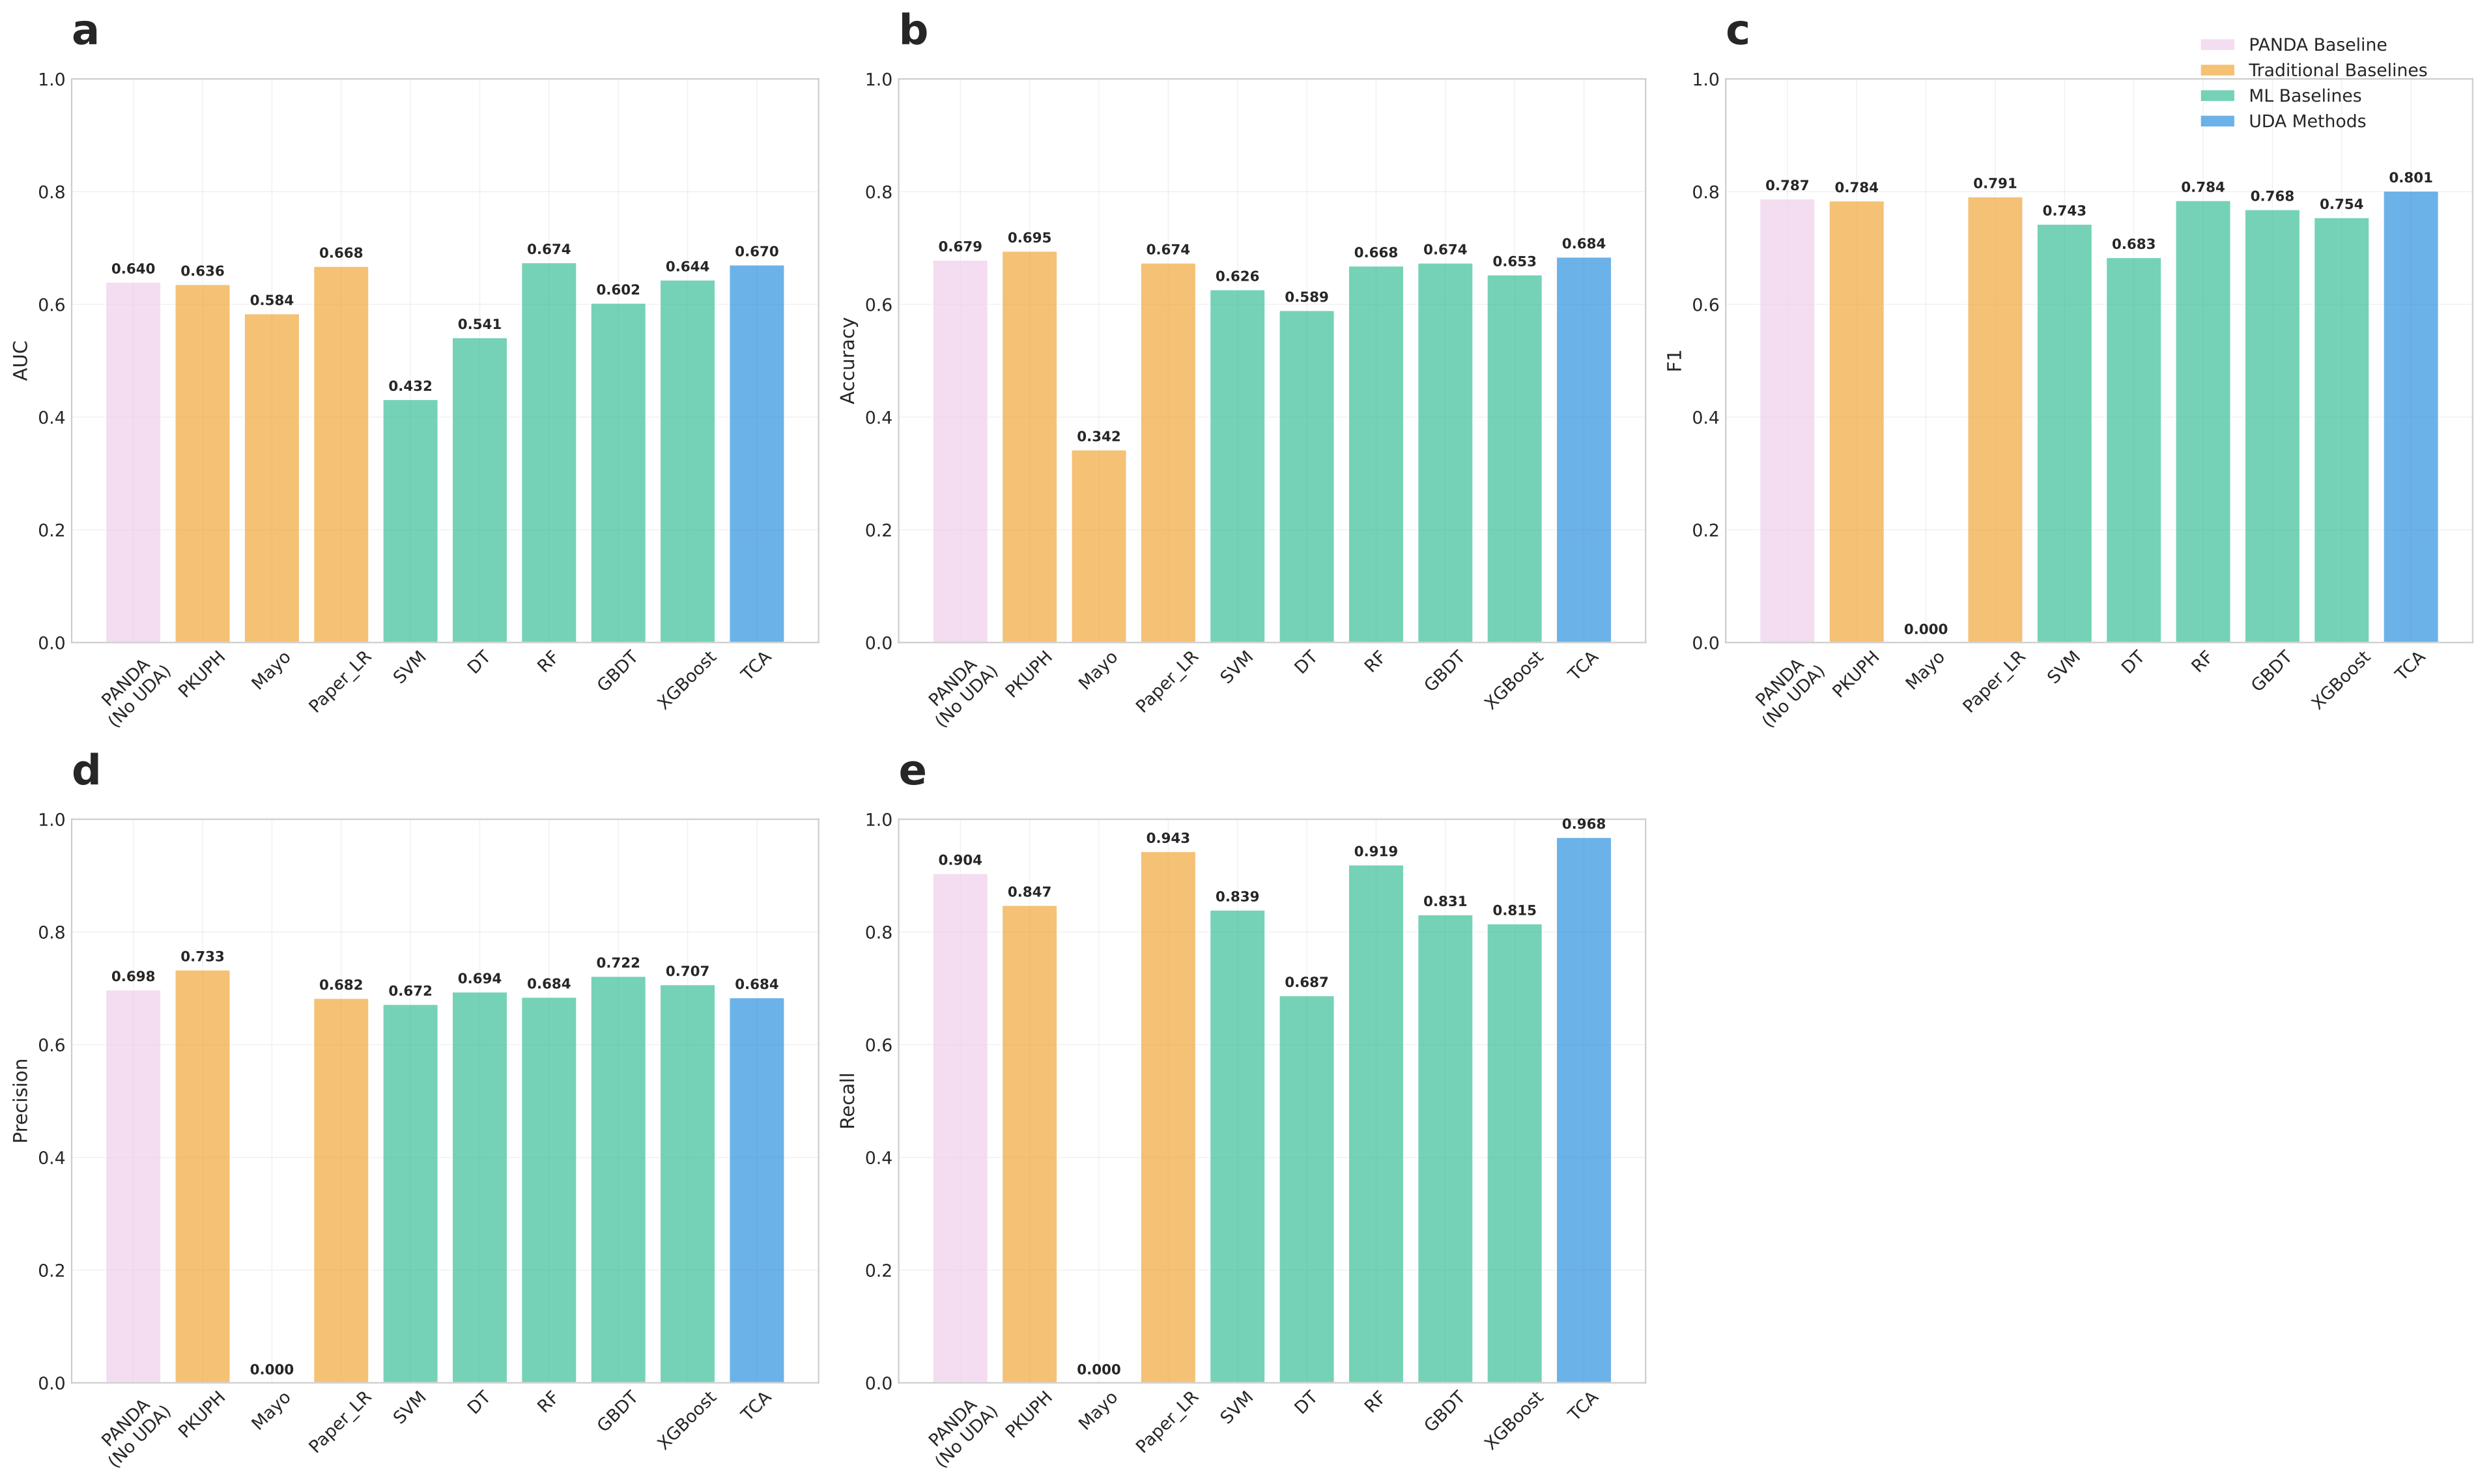 a
1.0
0.8
0.6
0.4
0.2
0.0
AUC
0.640
0.636
0.584
0.668
0.432
0.541
0.674
0.602
0.644
0.670
PANDA
(No UDA)
PKUPH
Mayo
Paper_LR
SVM
DT
RF
GBDT
XGBoost
TCA
b
1.0
0.8
0.6
0.4
0.2
0.0
Accuracy
0.679
0.695
0.342
0.674
0.626
0.589
0.668
0.674
0.653
0.684
PANDA
(No UDA)
PKUPH
Mayo
Paper_LR
SVM
DT
RF
GBDT
XGBoost
TCA
c
PANDA Baseline
Traditional Baselines
ML Baselines
UDA Methods
1.0
0.8
0.6
0.4
0.2
0.0
F1
0.787
0.784
0.000
0.791
0.743
0.683
0.784
0.768
0.754
0.801
PANDA
(No UDA)
PKUPH
Mayo
Paper_LR
SVM
DT
RF
GBDT
XGBoost
TCA
d
1.0
0.8
0.6
0.4
0.2
0.0
Precision
0.698
0.733
0.000
0.682
0.672
0.694
0.684
0.722
0.707
0.684
PANDA
(No UDA)
PKUPH
Mayo
Paper_LR
SVM
DT
RF
GBDT
XGBoost
TCA
e
1.0
0.8
0.6
0.4
0.2
0.0
Recall
0.904
0.847
0.000
0.943
0.839
0.687
0.919
0.831
0.815
0.968
PANDA
(No UDA)
PKUPH
Mayo
Paper_LR
SVM
DT
RF
GBDT
XGBoost
TCA